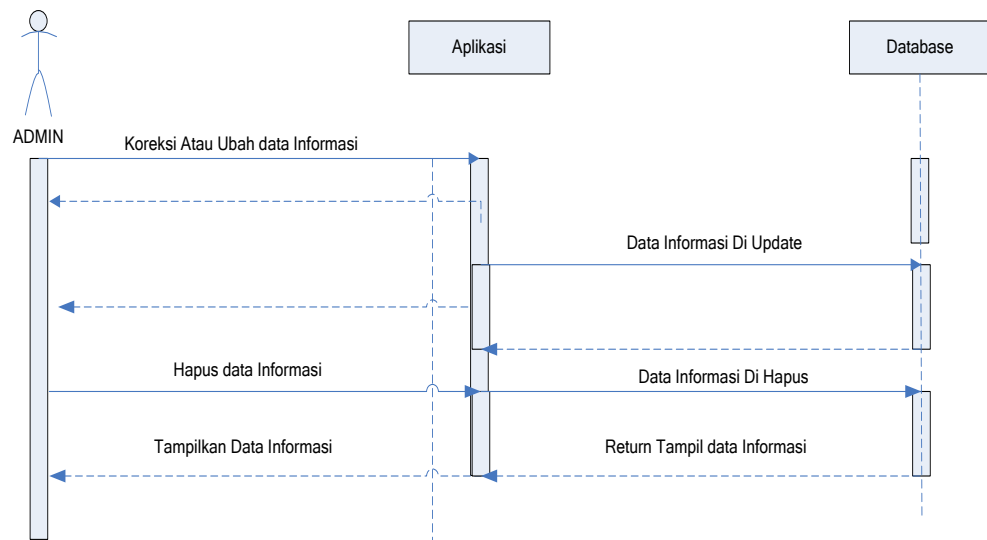 Aplikasi
Database
ADMIN
Koreksi Atau Ubah data Informasi
Data Informasi Di Update
Hapus data Informasi
Data Informasi Di Hapus
Tampilkan Data Informasi
Return Tampil data Informasi